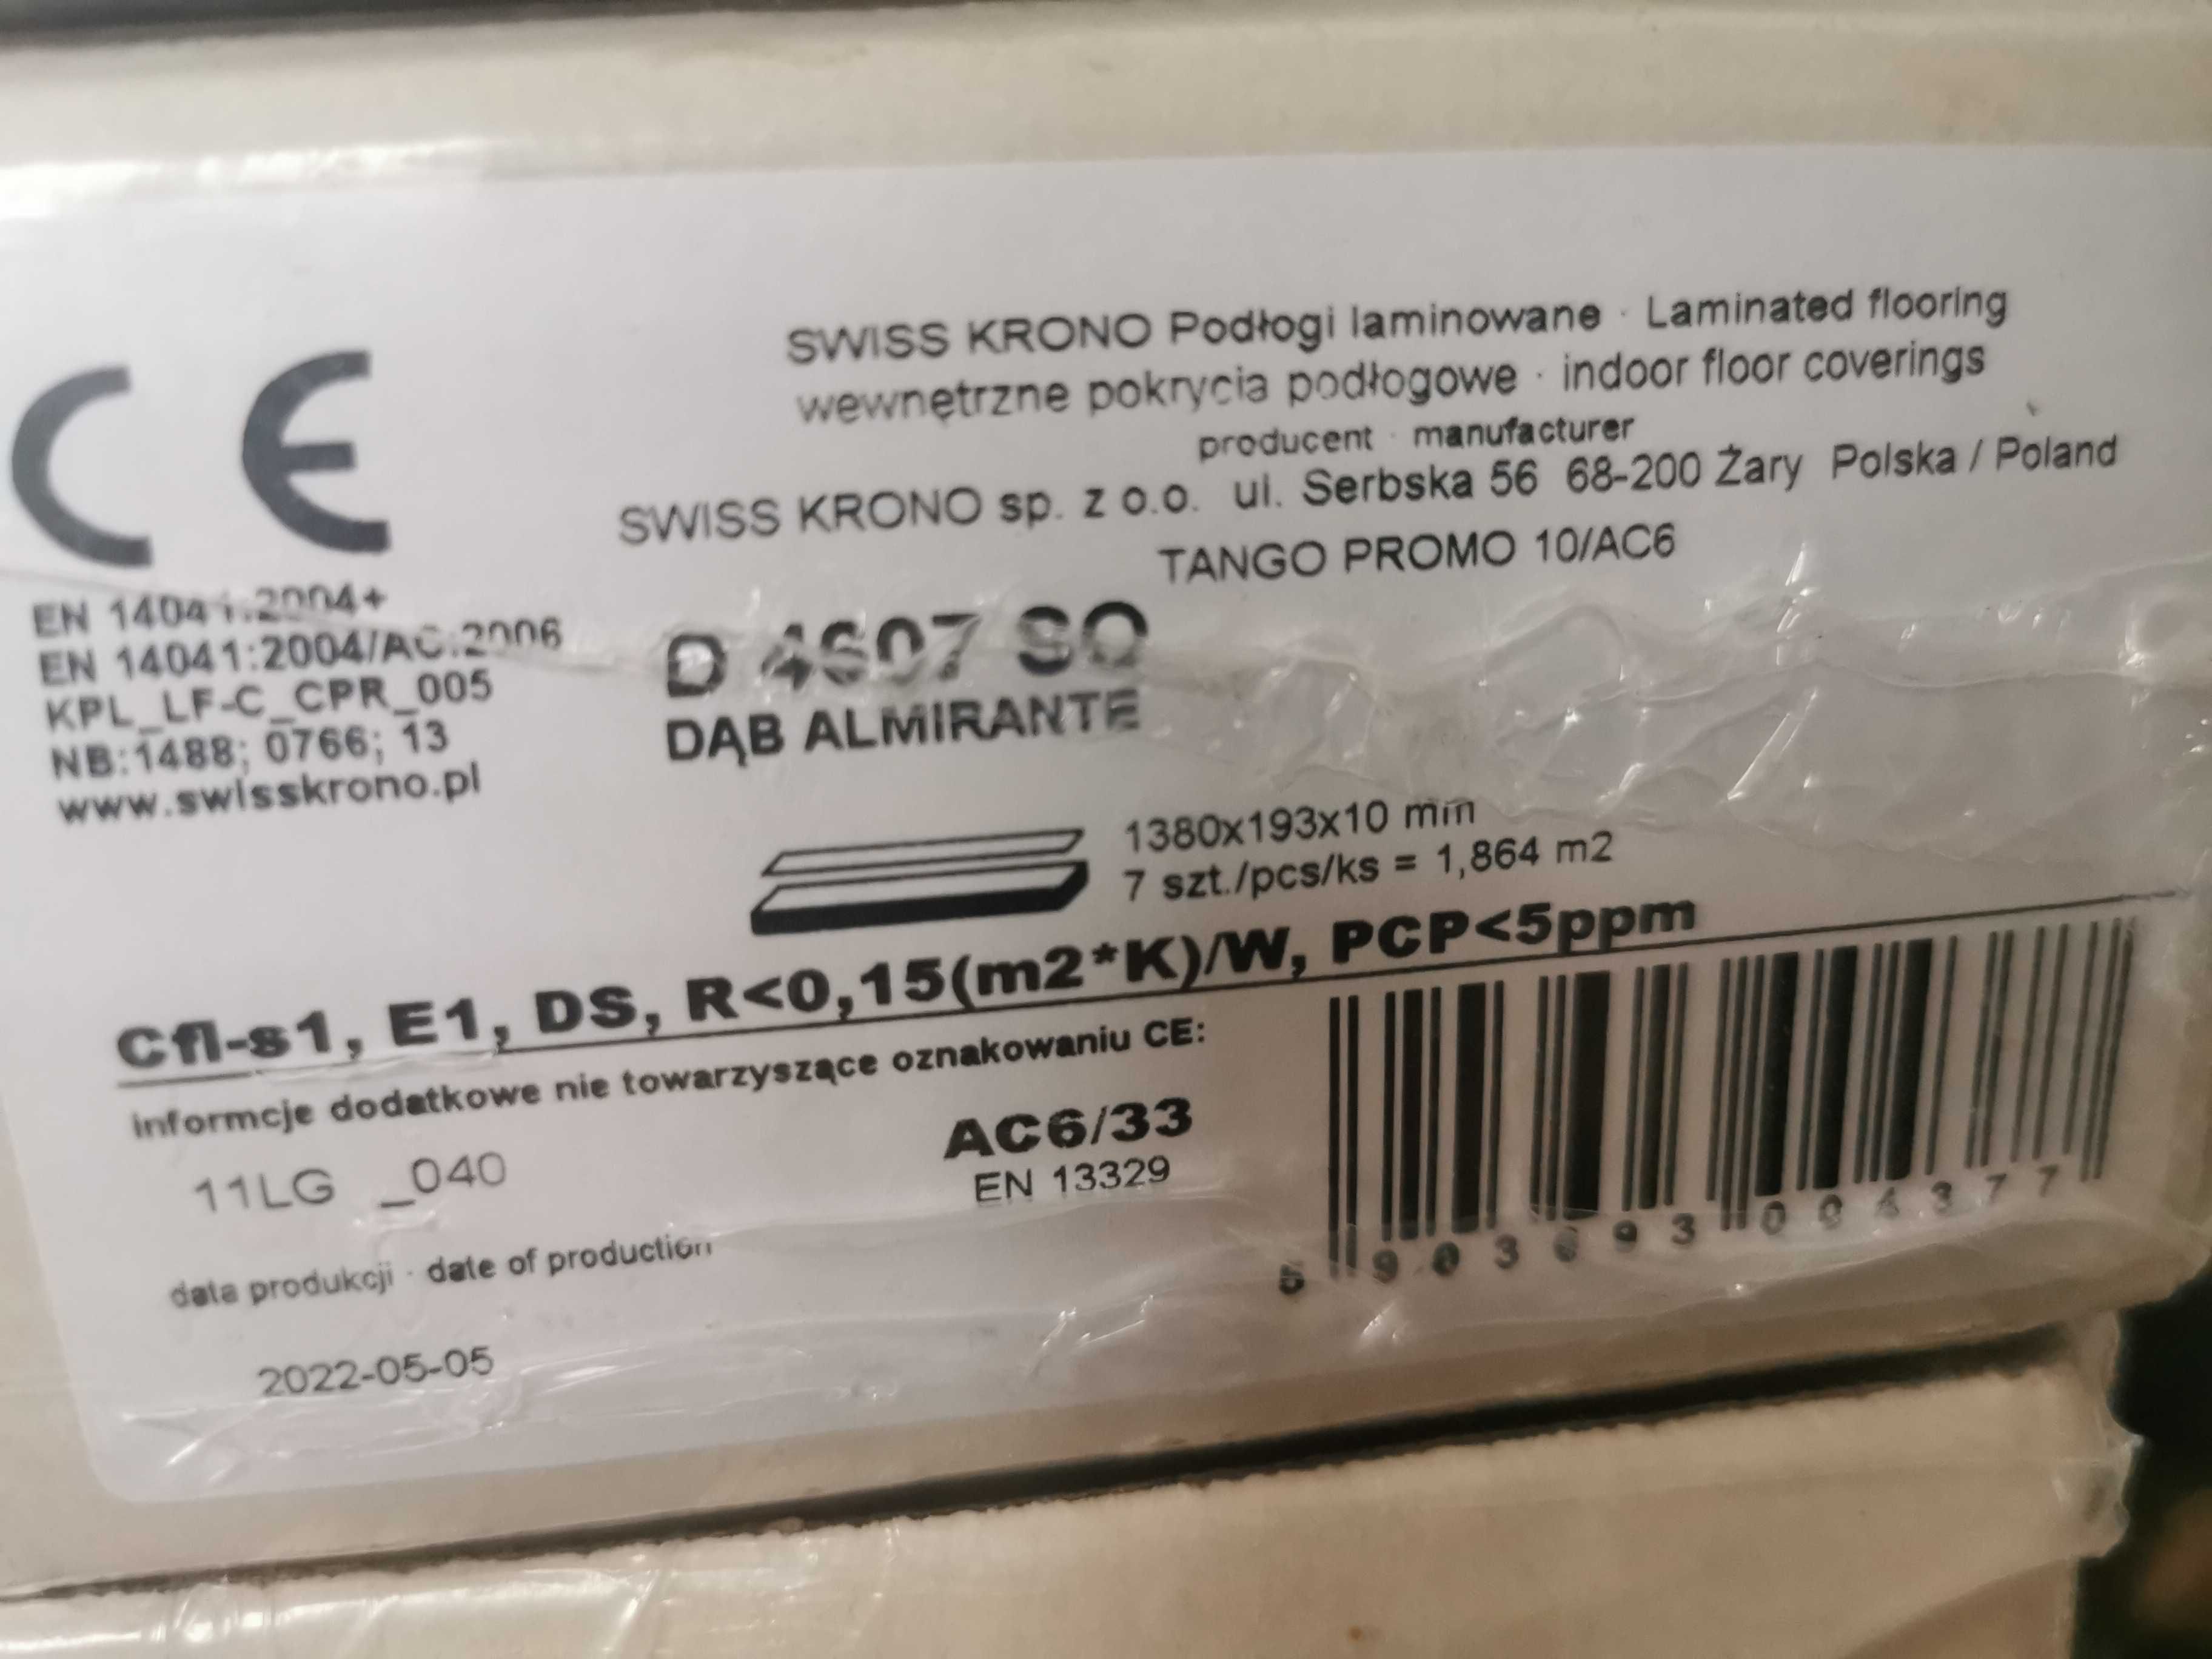 CE
SWISS KRONO Podłogi laminowane · Laminated flooring
wewnętrzne pokrycia podłogowe · indoor floor coverings
producent · manufacturer
SWISS KRONO sp. z o.o. ul. Serbska 56 68-200 Żary Polska / Poland
TANGO PROMO 10/AC6
EN 14041:2004+
EN 14041:2004/AC:2006
KPL_LF-C_CPR_005
NB:1488; 0766; 13
www.swisskrono.pl
D SO
DĄB ALMIRANTE
1380x193x10 mm
7 szt./pcs/ks = 1,864 m2
Cfl-s1, E1, DS, R<0,15(m2*K)/W, PCP<5ppm
informcje dodatkowe nie towarzyszące oznakowaniu CE:
11LG _040
AC6/33
EN 13329
data produkcji · date of production
2022-05-05